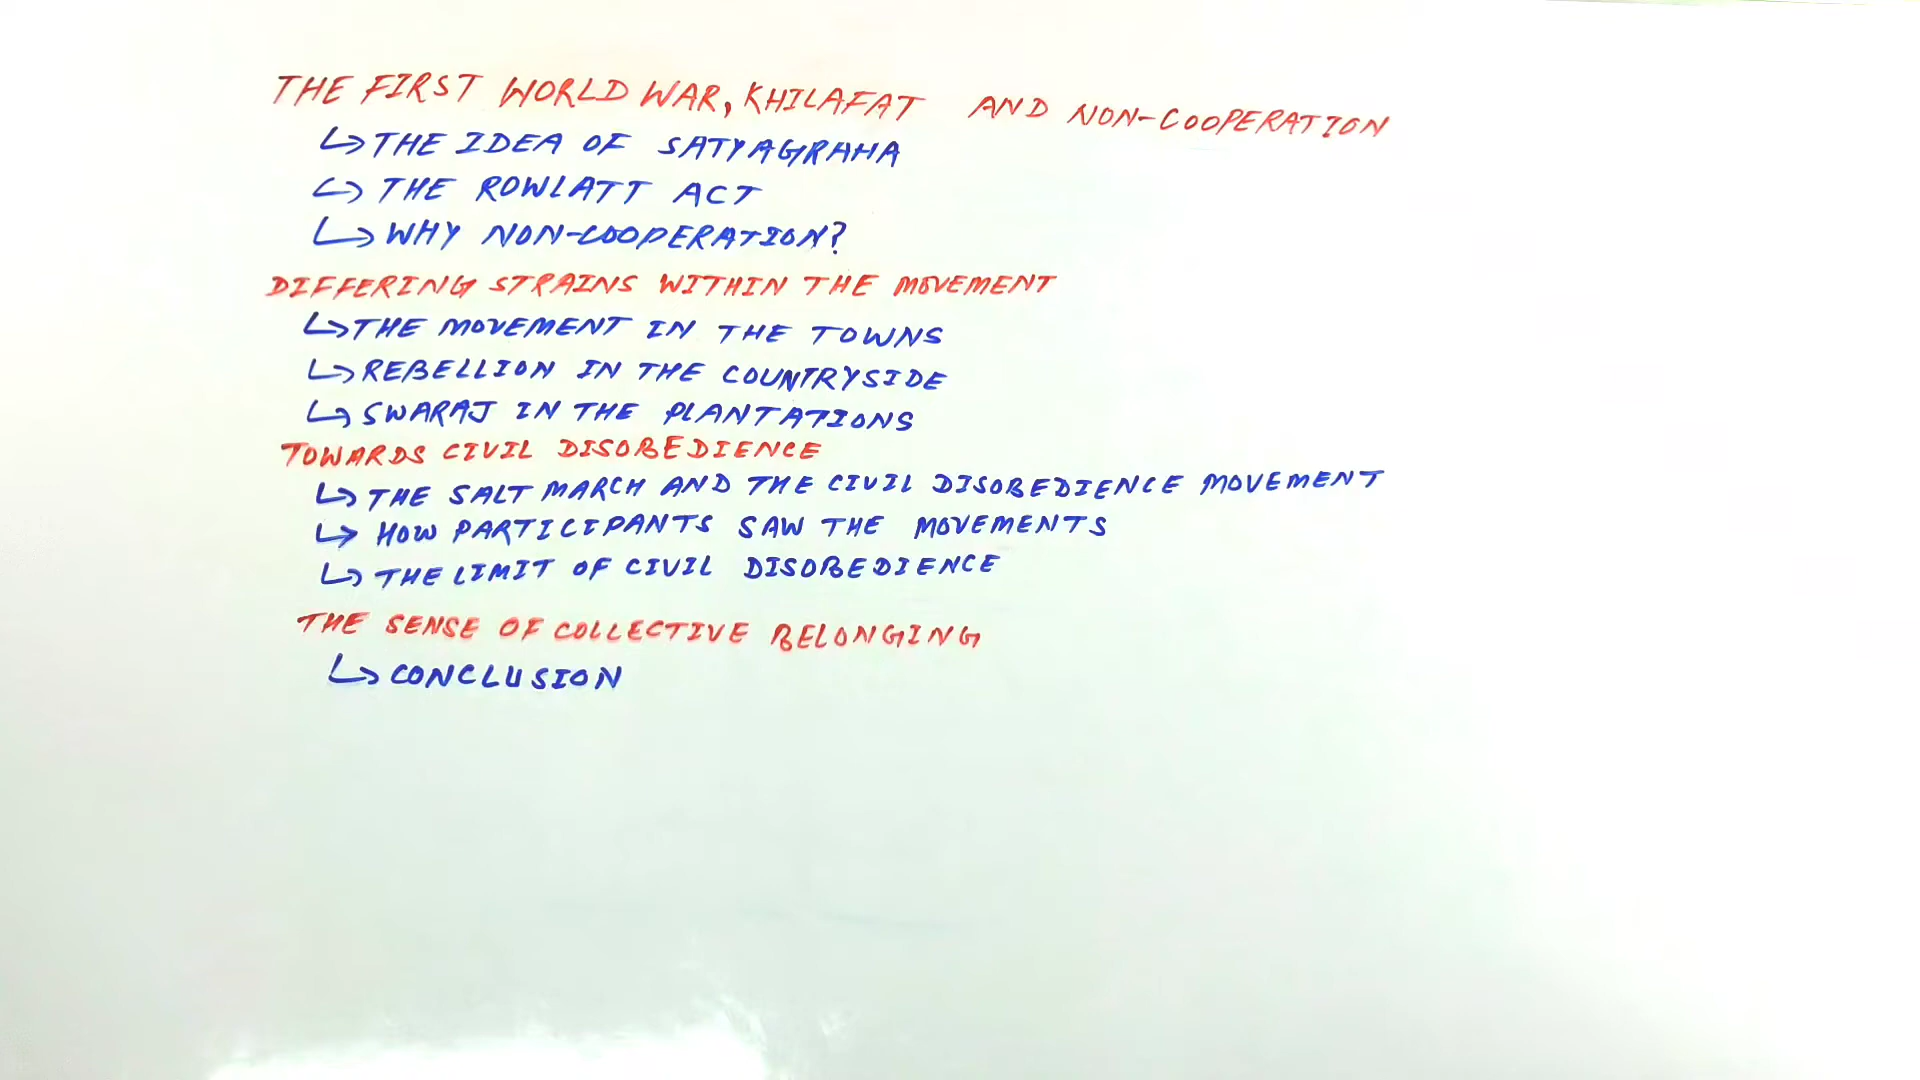 THE FIRST WORLD WAR, KHILAFAT AND NON-COOPERATION
↳ THE IDEA OF SATYAGRAHA
↳ THE ROWLATT ACT
↳ WHY NON-COOPERATION?
DIFFERING STRAINS WITHIN THE MOVEMENT
↳ THE MOVEMENT IN THE TOWNS
↳ REBELLION IN THE COUNTRYSIDE
↳ SWARAJ IN THE PLANTATIONS
TOWARDS CIVIL DISOBEDIENCE
↳ THE SALT MARCH AND THE CIVIL DISOBEDIENCE MOVEMENT
↳ HOW PARTICIPANTS SAW THE MOVEMENTS
↳ THE LIMIT OF CIVIL DISOBEDIENCE
THE SENSE OF COLLECTIVE BELONGING
↳ CONCLUSION